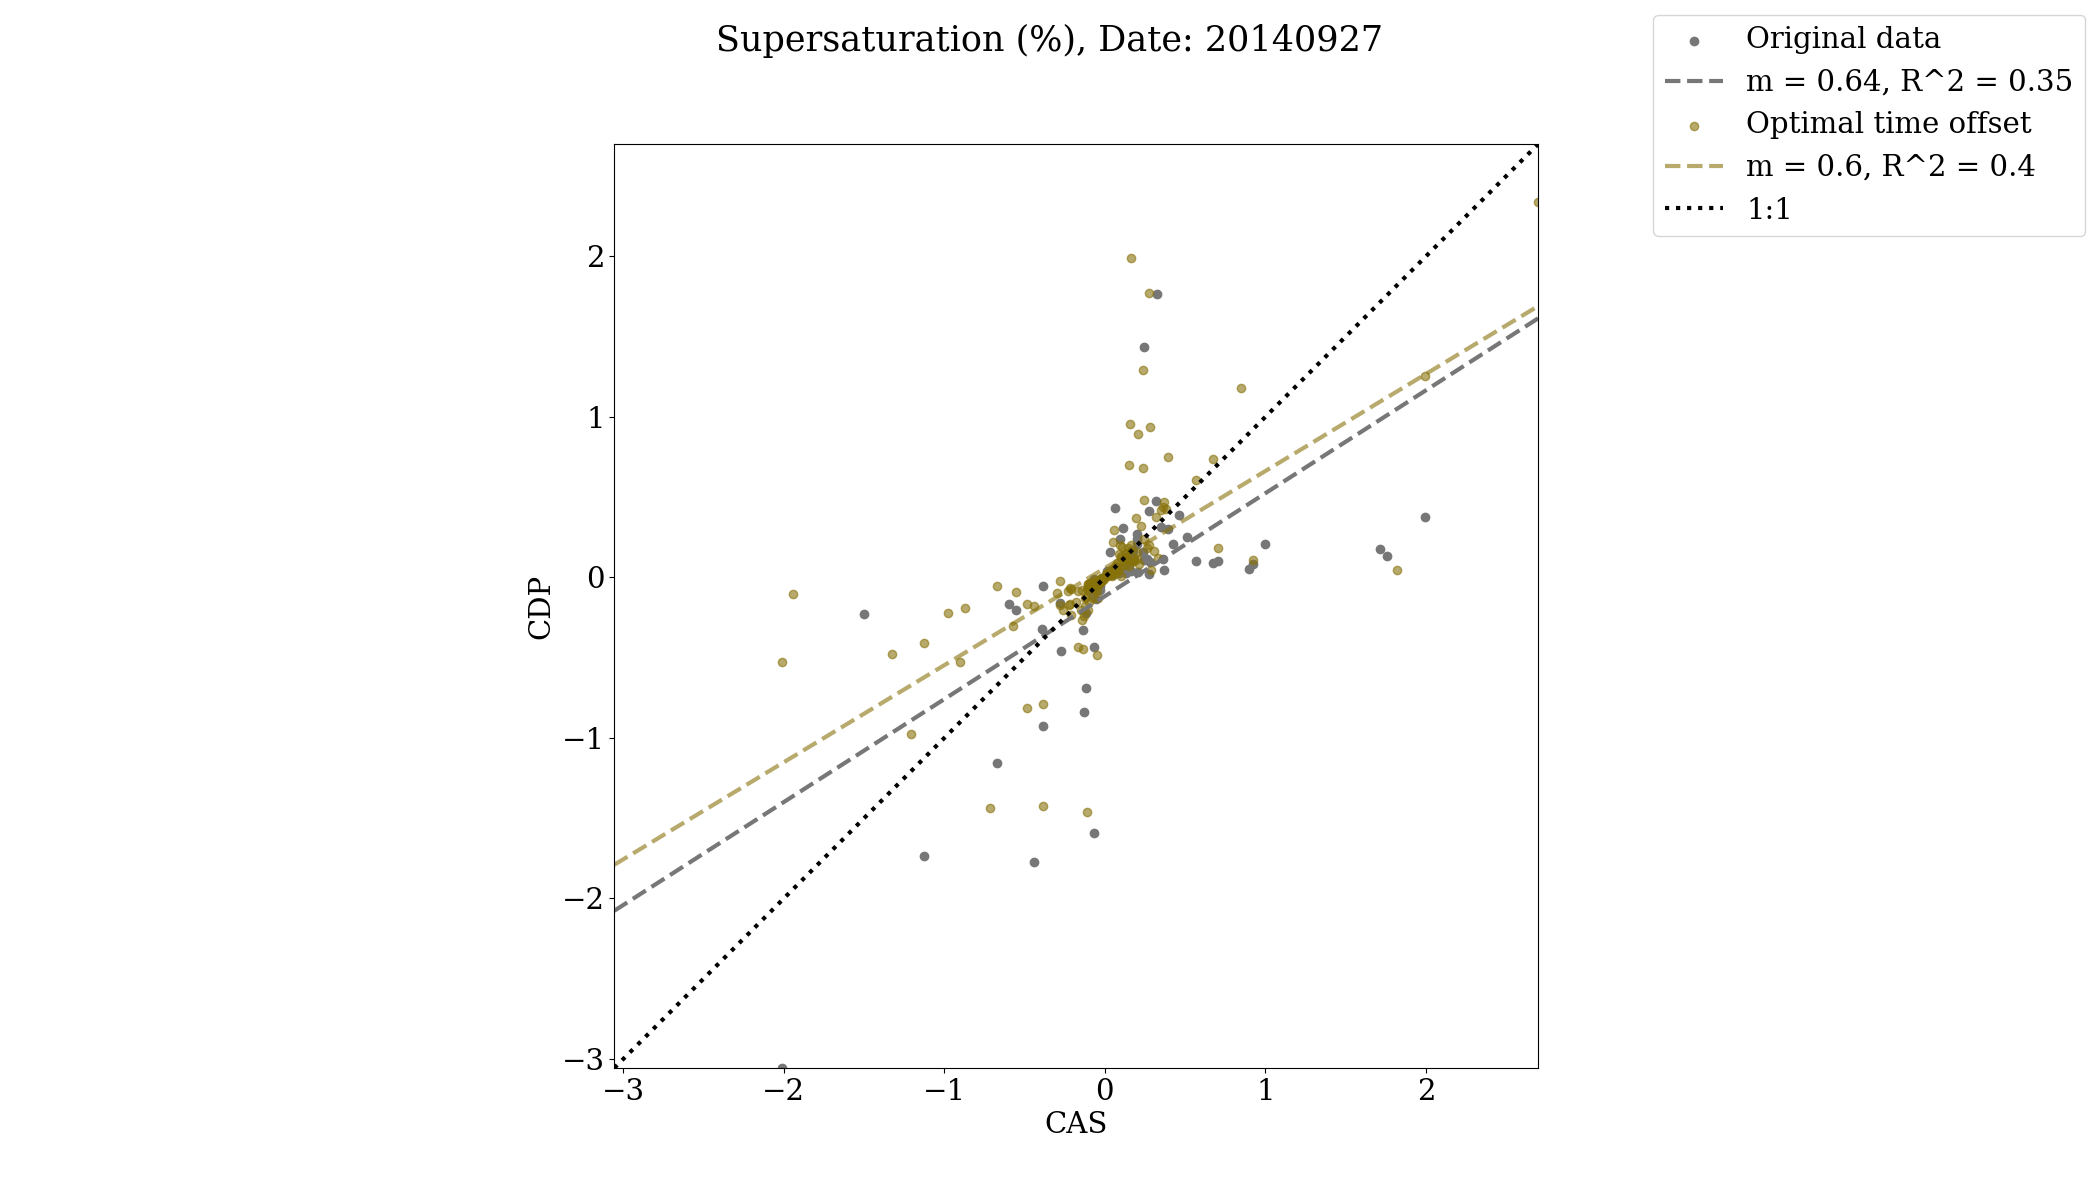 Supersaturation (%), Date: 20140927
Original data
m = 0.64, R^2 = 0.35
Optimal time offset
m = 0.6, R^2 = 0.4
1:1
2
1
0
−1
−2
−3
CDP
−3 −2 −1 0 1 2
CAS